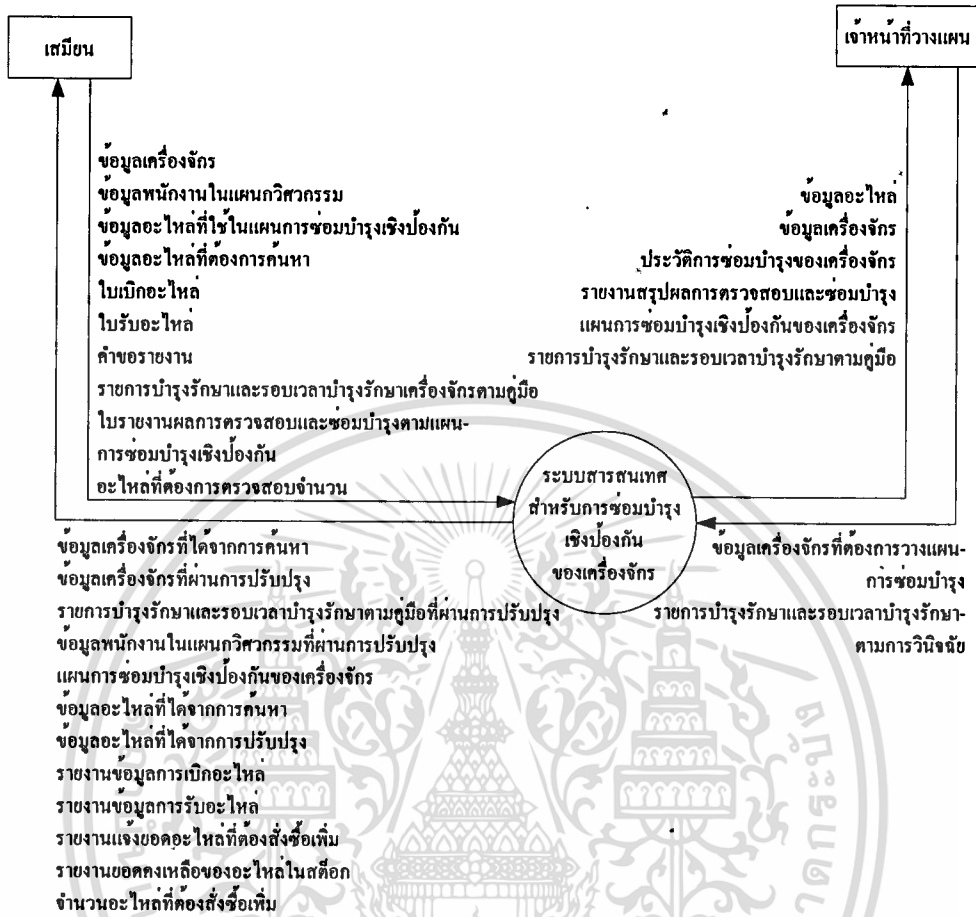 เสมียน
เจ้าหน้าที่วางแผน
ข้อมูลเครื่องจักร
ข้อมูลพนักงานในแผนกวิศวกรรม
ข้อมูลอะไหล่ที่ใช้ในแผนการซ่อมบำรุงเชิงป้องกัน
ข้อมูลอะไหล่ที่ต้องการค้นหา
ใบเบิกอะไหล่
ใบรับอะไหล่
คำขอรายงาน
รายการบำรุงรักษาและรอบเวลาบำรุงรักษาเครื่องจักรตามคู่มือ
ใบรายงานผลการตรวจสอบและซ่อมบำรุงตามแผน-
การซ่อมบำรุงเชิงป้องกัน
อะไหล่ที่ต้องการตรวจสอบจำนวน
ข้อมูลอะไหล่
ข้อมูลเครื่องจักร
ประวัติการซ่อมบำรุงของเครื่องจักร
รายงานสรุปผลการตรวจสอบและซ่อมบำรุง
แผนการซ่อมบำรุงเชิงป้องกันของเครื่องจักร
รายการบำรุงรักษาและรอบเวลาบำรุงรักษาตามคู่มือ
ระบบสารสนเทศ
สำหรับการซ่อมบำรุง
เชิงป้องกัน
ของเครื่องจักร
ข้อมูลเครื่องจักรที่ได้จากการค้นหา
ข้อมูลเครื่องจักรที่ผ่านการปรับปรุง
รายการบำรุงรักษาและรอบเวลาบำรุงรักษาตามคู่มือที่ผ่านการปรับปรุง
ข้อมูลพนักงานในแผนกวิศวกรรมที่ผ่านการปรับปรุง
แผนการซ่อมบำรุงเชิงป้องกันของเครื่องจักร
ข้อมูลอะไหล่ที่ได้จากการค้นหา
ข้อมูลอะไหล่ที่ได้จากการปรับปรุง
รายงานข้อมูลการเบิกอะไหล่
รายงานข้อมูลการรับอะไหล่
รายงานแจ้งยอดอะไหล่ที่ต้องสั่งซื้อเพิ่ม
รายงานยอดคงเหลือของอะไหล่ในสต็อก
จำนวนอะไหล่ที่ต้องสั่งซื้อเพิ่ม
ข้อมูลเครื่องจักรที่ต้องการวางแผน-
การซ่อมบำรุง
รายการบำรุงรักษาและรอบเวลาบำรุงรักษา-
ตามการวินิจฉัย